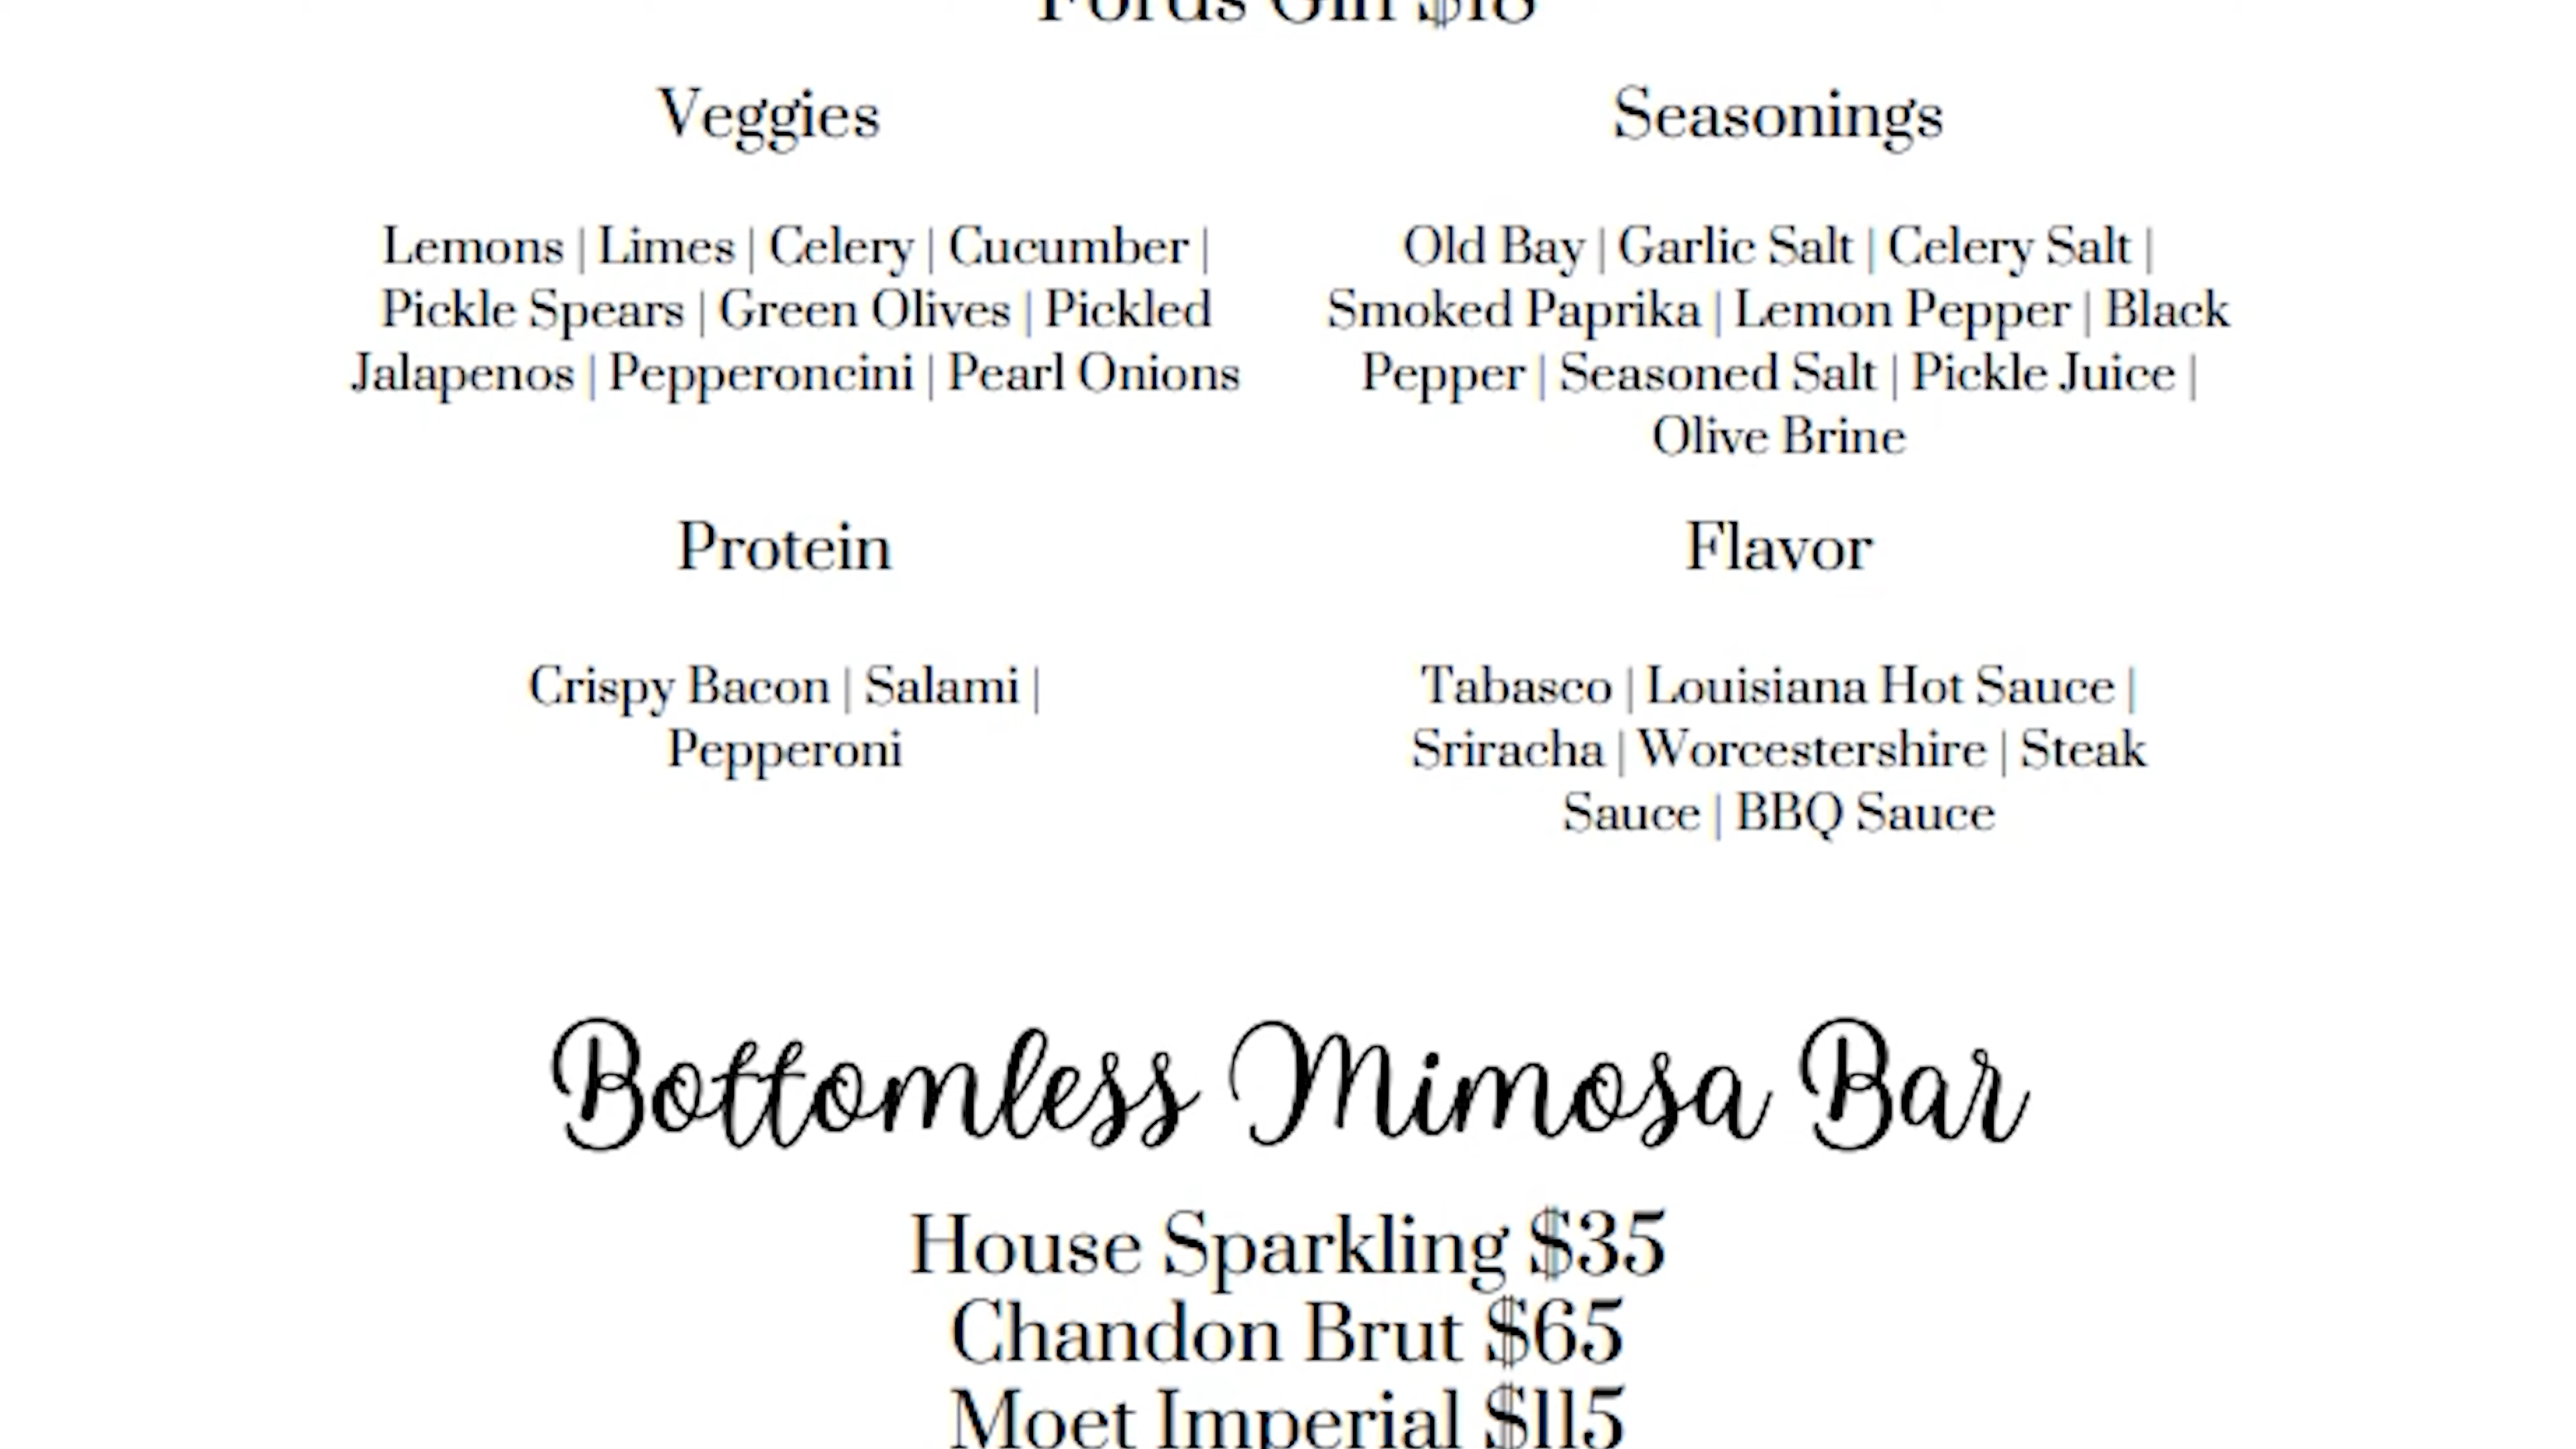 Fords Gin $18
Veggies
Lemons | Limes | Celery | Cucumber |
Pickle Spears | Green Olives | Pickled
Jalapenos | Pepperoncini | Pearl Onions
Seasonings
Old Bay | Garlic Salt | Celery Salt |
Smoked Paprika | Lemon Pepper | Black
Pepper | Seasoned Salt | Pickle Juice |
Olive Brine
Protein
Crispy Bacon | Salami |
Pepperoni
Flavor
Tabasco | Louisiana Hot Sauce |
Sriracha | Worcestershire | Steak
Sauce | BBQ Sauce
Bottomless Mimosa Bar
House Sparkling $35
Chandon Brut $65
Moet Imperial $115